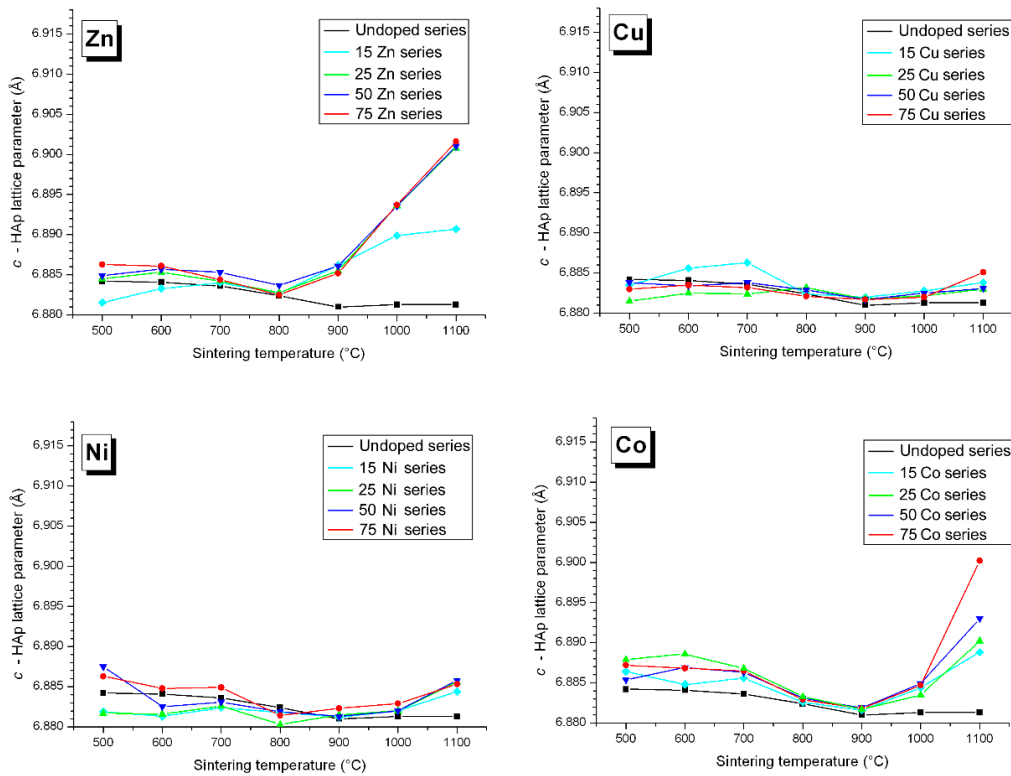 Zn
Undoped series
15 Zn series
25 Zn series
50 Zn series
75 Zn series
6.915
6.910
6.905
6.900
6.895
6.890
6.885
6.880
c - HAp lattice parameter (Å)
500 600 700 800 900 1000 1100
Sintering temperature (°C)
Cu
Undoped series
15 Cu series
25 Cu series
50 Cu series
75 Cu series
6.915
6.910
6.905
6.900
6.895
6.890
6.885
6.880
c - HAp lattice parameter (Å)
500 600 700 800 900 1000 1100
Sintering temperature (°C)
Ni
Undoped series
15 Ni series
25 Ni series
50 Ni series
75 Ni series
6,915
6,910
6,905
6,900
6,895
6,890
6,885
6,880
c - HAp lattice parameter (Å)
500 600 700 800 900 1000 1100
Sintering temperature (°C)
Co
Undoped series
15 Co series
25 Co series
50 Co series
75 Co series
6.915
6.910
6.905
6.900
6.895
6.890
6.885
6.880
c - HAp lattice parameter (Å)
500 600 700 800 900 1000 1100
Sintering temperature (°C)